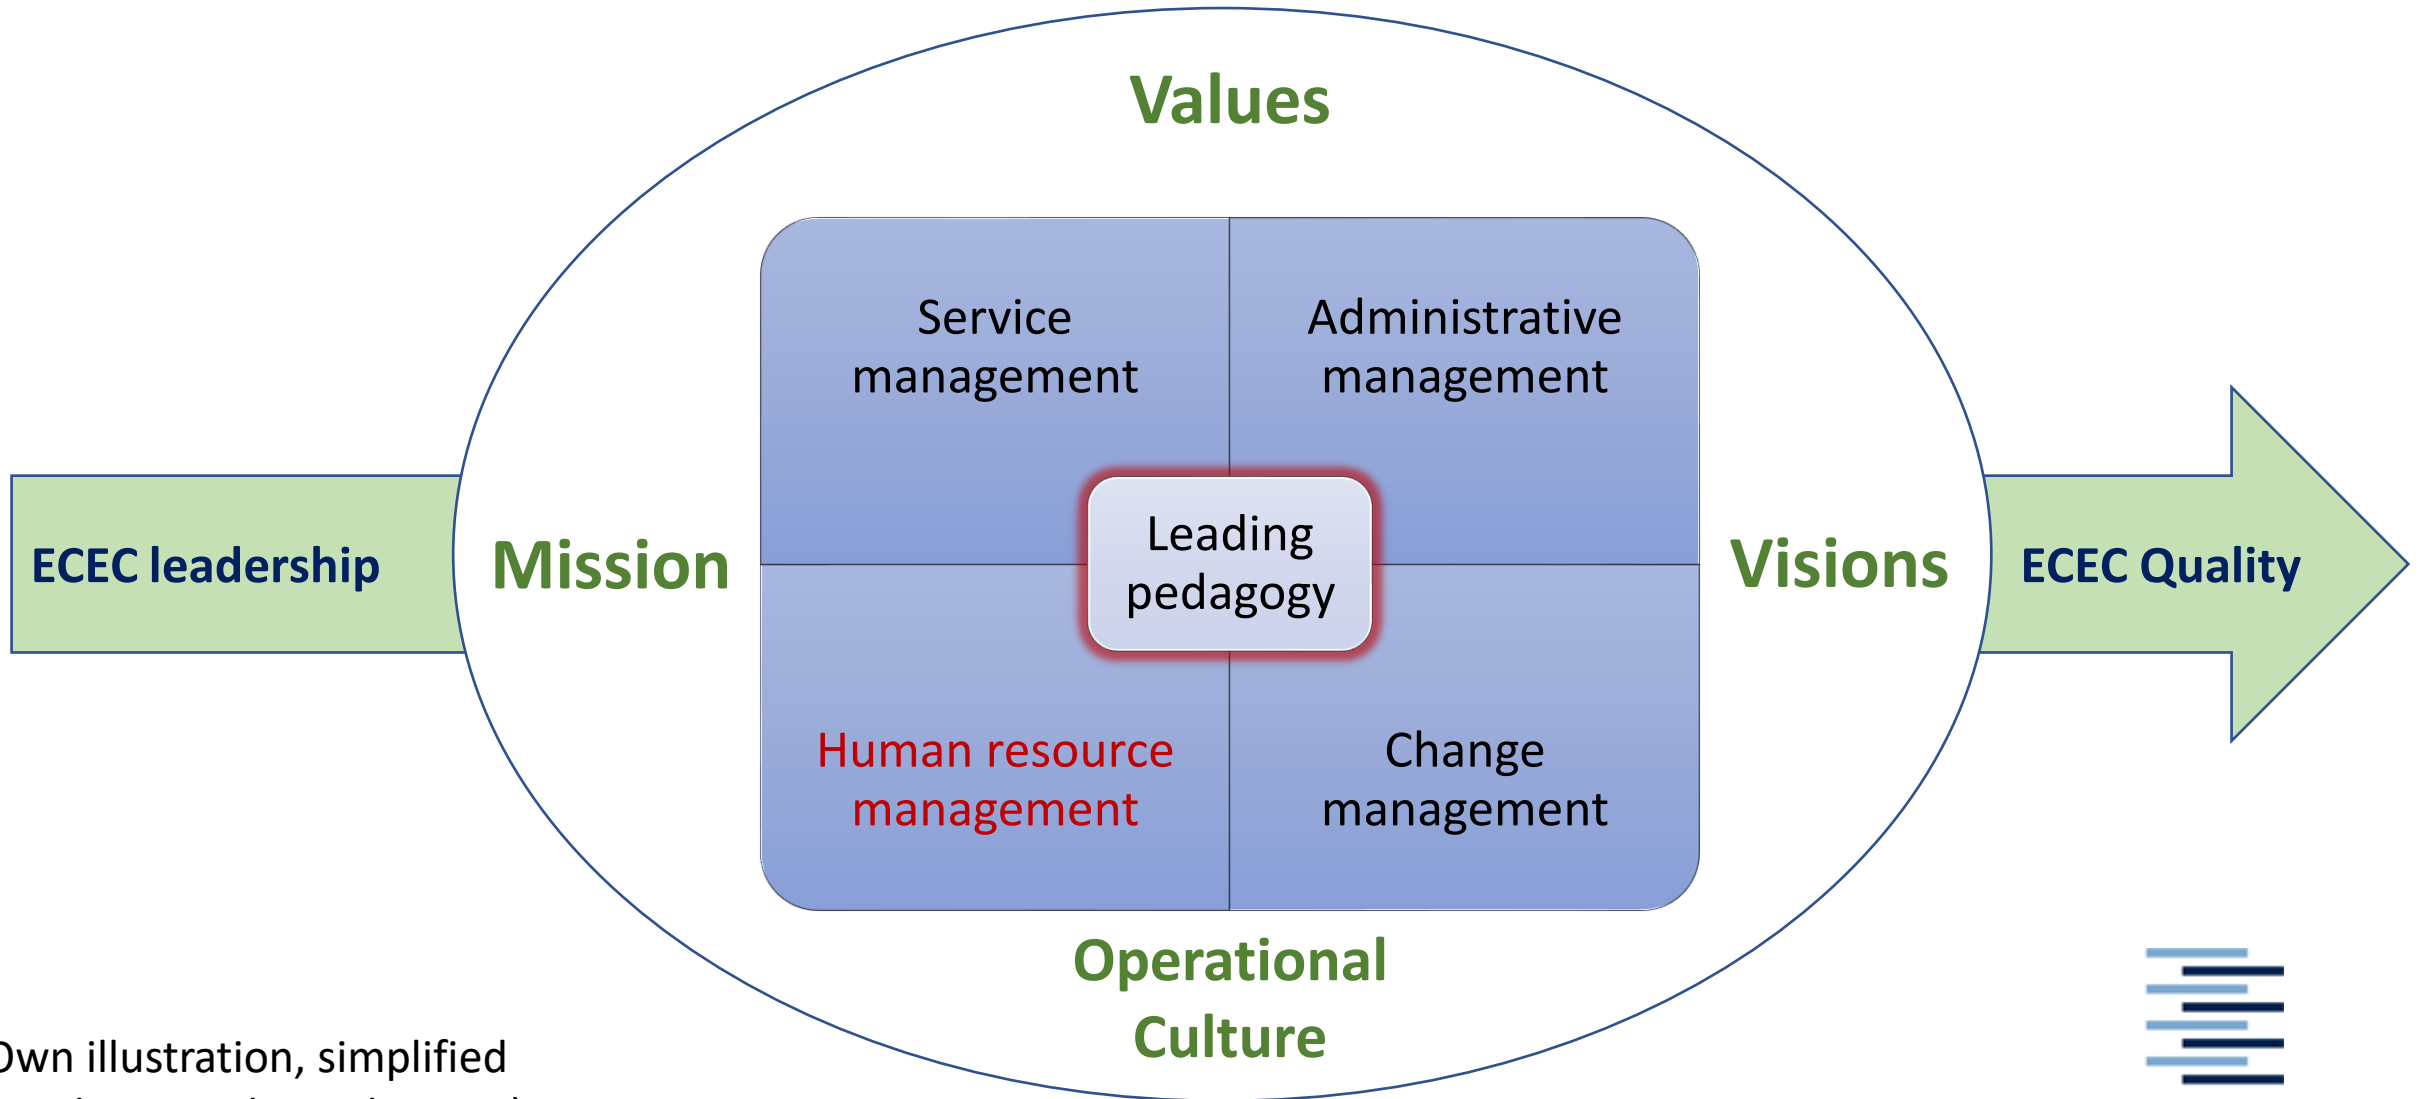 Values
Service
management
Administrative
management
ECEC leadership
Mission
Leading
pedagogy
Visions
ECEC Quality
Human resource
management
Change
management
Operational
Culture
Own illustration, simplified